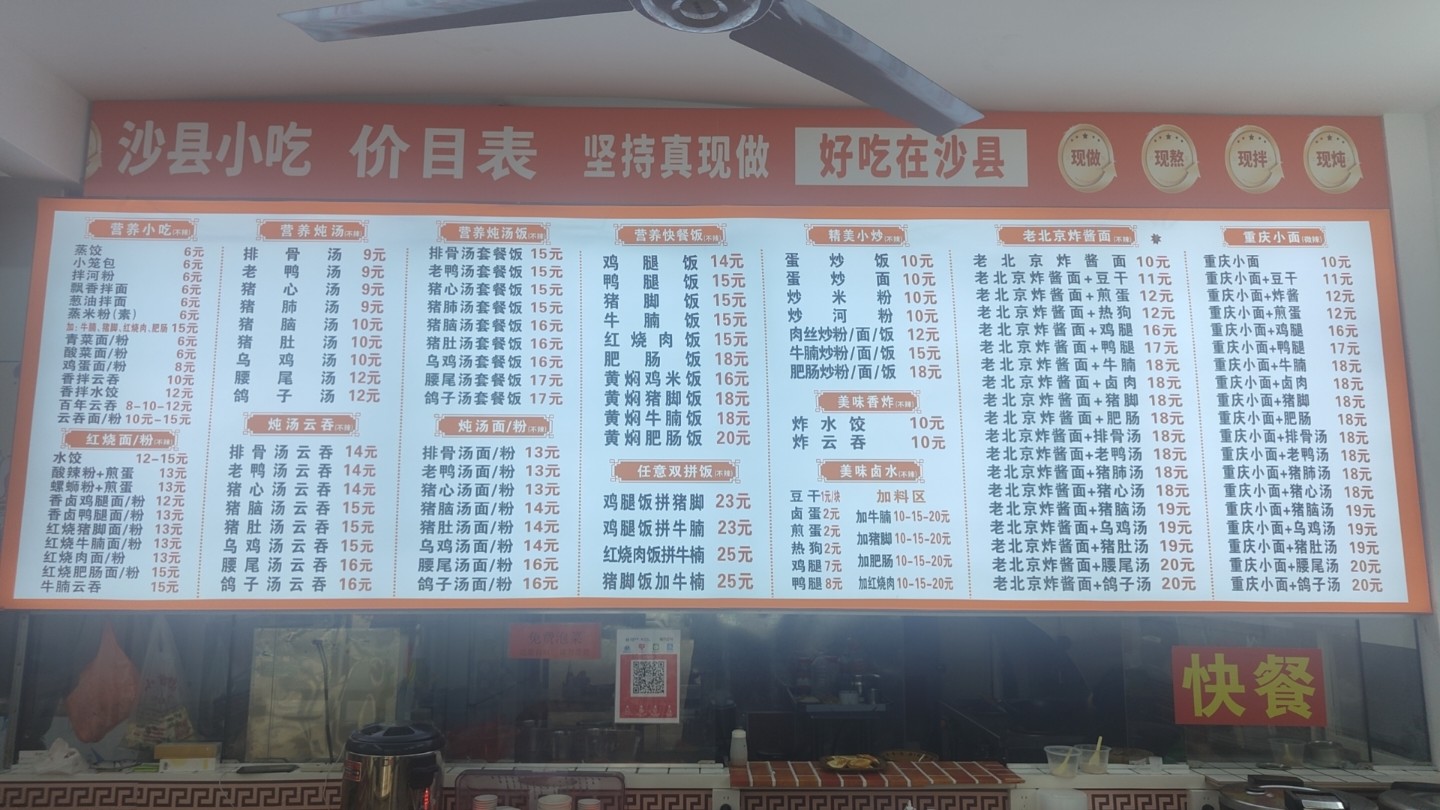 沙县小吃 价目表 坚持真现做 好吃在沙县 现做 现熬 现拌 现炖
营养小吃(不辣)
蒸饺 6元
小笼包 6元
拌河粉 6元
飘香拌面 6元
葱油拌面 6元
蒸米粉(素) 6元
加:牛腩、猪脚、红烧肉、肥肠 15元
青菜面/粉 6元
酸菜面/粉 6元
鸡蛋面/粉 8元
香拌云吞 10元
香拌水饺 12元
百年云吞 8-10-12元
云吞面/粉 10元-15元
红烧面/粉(不辣)
水饺 12-15元
酸辣粉+煎蛋 13元
螺蛳粉+煎蛋 13元
香卤鸡腿面/粉 12元
香卤鸭腿面/粉 13元
红烧猪脚面/粉 13元
红烧牛腩面/粉 13元
红烧肉面/粉 13元
红烧肥肠面/粉 15元
牛腩云吞 15元
营养炖汤(不辣)
排骨汤 9元
老鸭汤 9元
猪心汤 9元
猪肺汤 9元
猪脑汤 10元
猪肚汤 10元
乌鸡汤 10元
腰尾汤 12元
鸽子汤 12元
炖汤云吞(不辣)
排骨汤云吞 14元
老鸭汤云吞 14元
猪心汤云吞 14元
猪脑汤云吞 15元
猪肚汤云吞 15元
乌鸡汤云吞 15元
腰尾汤云吞 16元
鸽子汤云吞 16元
营养炖汤饭(不辣)
排骨汤套餐饭 15元
老鸭汤套餐饭 15元
猪心汤套餐饭 15元
猪肺汤套餐饭 15元
猪脑汤套餐饭 16元
猪肚汤套餐饭 16元
乌鸡汤套餐饭 16元
腰尾汤套餐饭 17元
鸽子汤套餐饭 17元
炖汤面/粉(不辣)
排骨汤面/粉 13元
老鸭汤面/粉 13元
猪心汤面/粉 13元
猪脑汤面/粉 14元
猪肚汤面/粉 14元
乌鸡汤面/粉 14元
腰尾汤面/粉 16元
鸽子汤面/粉 16元
营养快餐饭(不辣)
鸡腿饭 14元
鸭腿饭 15元
猪脚饭 15元
牛腩饭 15元
红烧肉饭 15元
肥肠饭 18元
黄焖鸡米饭 16元
黄焖猪脚饭 18元
黄焖牛腩饭 18元
黄焖肥肠饭 20元
任意双拼饭(不辣)
鸡腿饭拼猪脚 23元
鸡腿饭拼牛腩 23元
红烧肉饭拼牛楠 25元
猪脚饭加牛楠 25元
精美小炒(不辣)
蛋炒饭 10元
蛋炒面 10元
炒米粉 10元
炒河粉 10元
肉丝炒粉/面/饭 12元
牛腩炒粉/面/饭 15元
肥肠炒粉/面/饭 18元
美味香炸(不辣)
炸水饺 10元
炸云吞 10元
美味卤水(不辣)
豆干1元/块
卤蛋2元
煎蛋2元
热狗2元
鸡腿7元
鸭腿8元
加料区
加牛腩10-15-20元
加猪脚10-15-20元
加肥肠10-15-20元
加红烧肉10-15-20元
老北京炸酱面(不辣)
老北京炸酱面 10元
老北京炸酱面+豆干 11元
老北京炸酱面+煎蛋 12元
老北京炸酱面+热狗 12元
老北京炸酱面+鸡腿 16元
老北京炸酱面+鸭腿 17元
老北京炸酱面+牛腩 18元
老北京炸酱面+卤肉 18元
老北京炸酱面+猪脚 18元
老北京炸酱面+肥肠 18元
老北京炸酱面+排骨汤 18元
老北京炸酱面+老鸭汤 18元
老北京炸酱面+猪肺汤 18元
老北京炸酱面+猪心汤 18元
老北京炸酱面+猪脑汤 19元
老北京炸酱面+乌鸡汤 19元
老北京炸酱面+猪肚汤 19元
老北京炸酱面+腰尾汤 20元
老北京炸酱面+鸽子汤 20元
重庆小面(微辣)
重庆小面 10元
重庆小面+豆干 11元
重庆小面+炸酱 12元
重庆小面+煎蛋 12元
重庆小面+鸡腿 16元
重庆小面+鸭腿 17元
重庆小面+牛腩 18元
重庆小面+卤肉 18元
重庆小面+猪脚 18元
重庆小面+肥肠 18元
重庆小面+排骨汤 18元
重庆小面+老鸭汤 18元
重庆小面+猪肺汤 18元
重庆小面+猪心汤 18元
重庆小面+猪脑汤 19元
重庆小面+乌鸡汤 19元
重庆小面+猪肚汤 19元
重庆小面+腰尾汤 20元
重庆小面+鸽子汤 20元
快餐